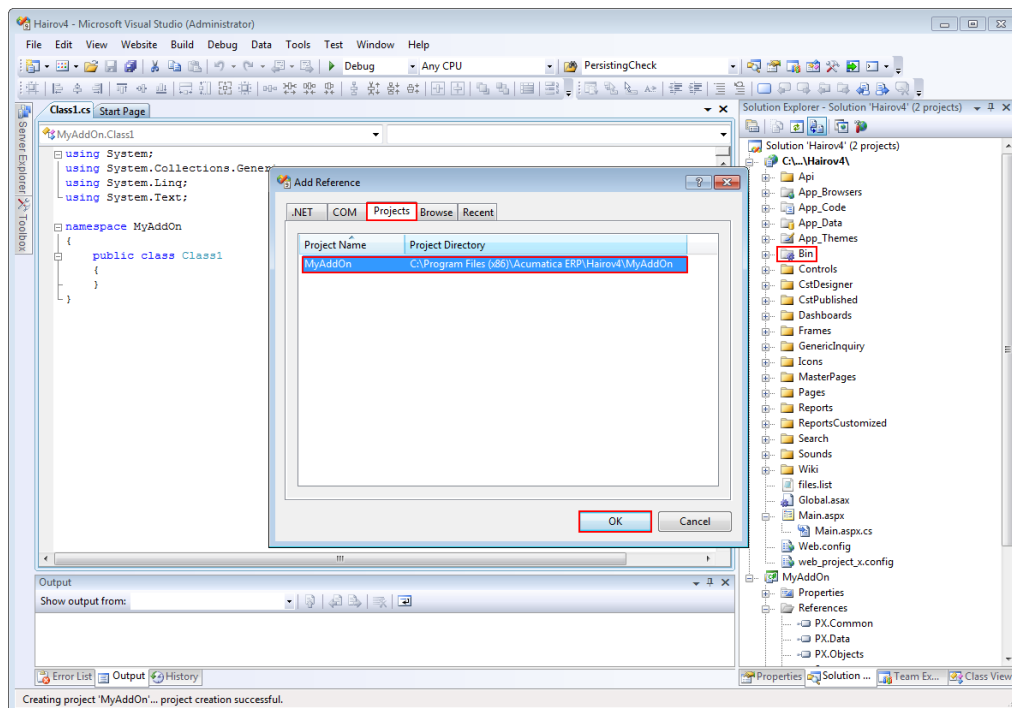 Hairov4 - Microsoft Visual Studio (Administrator)
File Edit View Website Build Debug Data Tools Test Window Help
Debug Any CPU PersistingCheck
Class1.cs Start Page
MyAddOn.Class1
using System;
using System.Collections.Gener
using System.Linq;
using System.Text;
namespace MyAddOn
{
public class Class1
{
}
}
Server Explorer
Toolbox
Add Reference
.NET COM Projects Browse Recent
Project Name Project Directory
MyAddOn C:\Program Files (x86)\Acumatica ERP\Hairov4\MyAddOn
OK Cancel
Solution Explorer - Solution 'Hairov4' (2 projects)
Solution 'Hairov4' (2 projects)
C:\...\Hairov4\
Api
App_Browsers
App_Code
App_Data
App_Themes
Bin
Controls
CstDesigner
CstPublished
Dashboards
Frames
GenericInquiry
Icons
MasterPages
Pages
Reports
ReportsCustomized
Search
Sounds
Wiki
files.list
Global.asax
Main.aspx
Main.aspx.cs
Web.config
web_project_x.config
MyAddOn
Properties
References
PX.Common
PX.Data
PX.Objects
Output
Show output from:
Error List Output History
Properties Solution ... Team Ex... Class View
Creating project 'MyAddOn'... project creation successful.